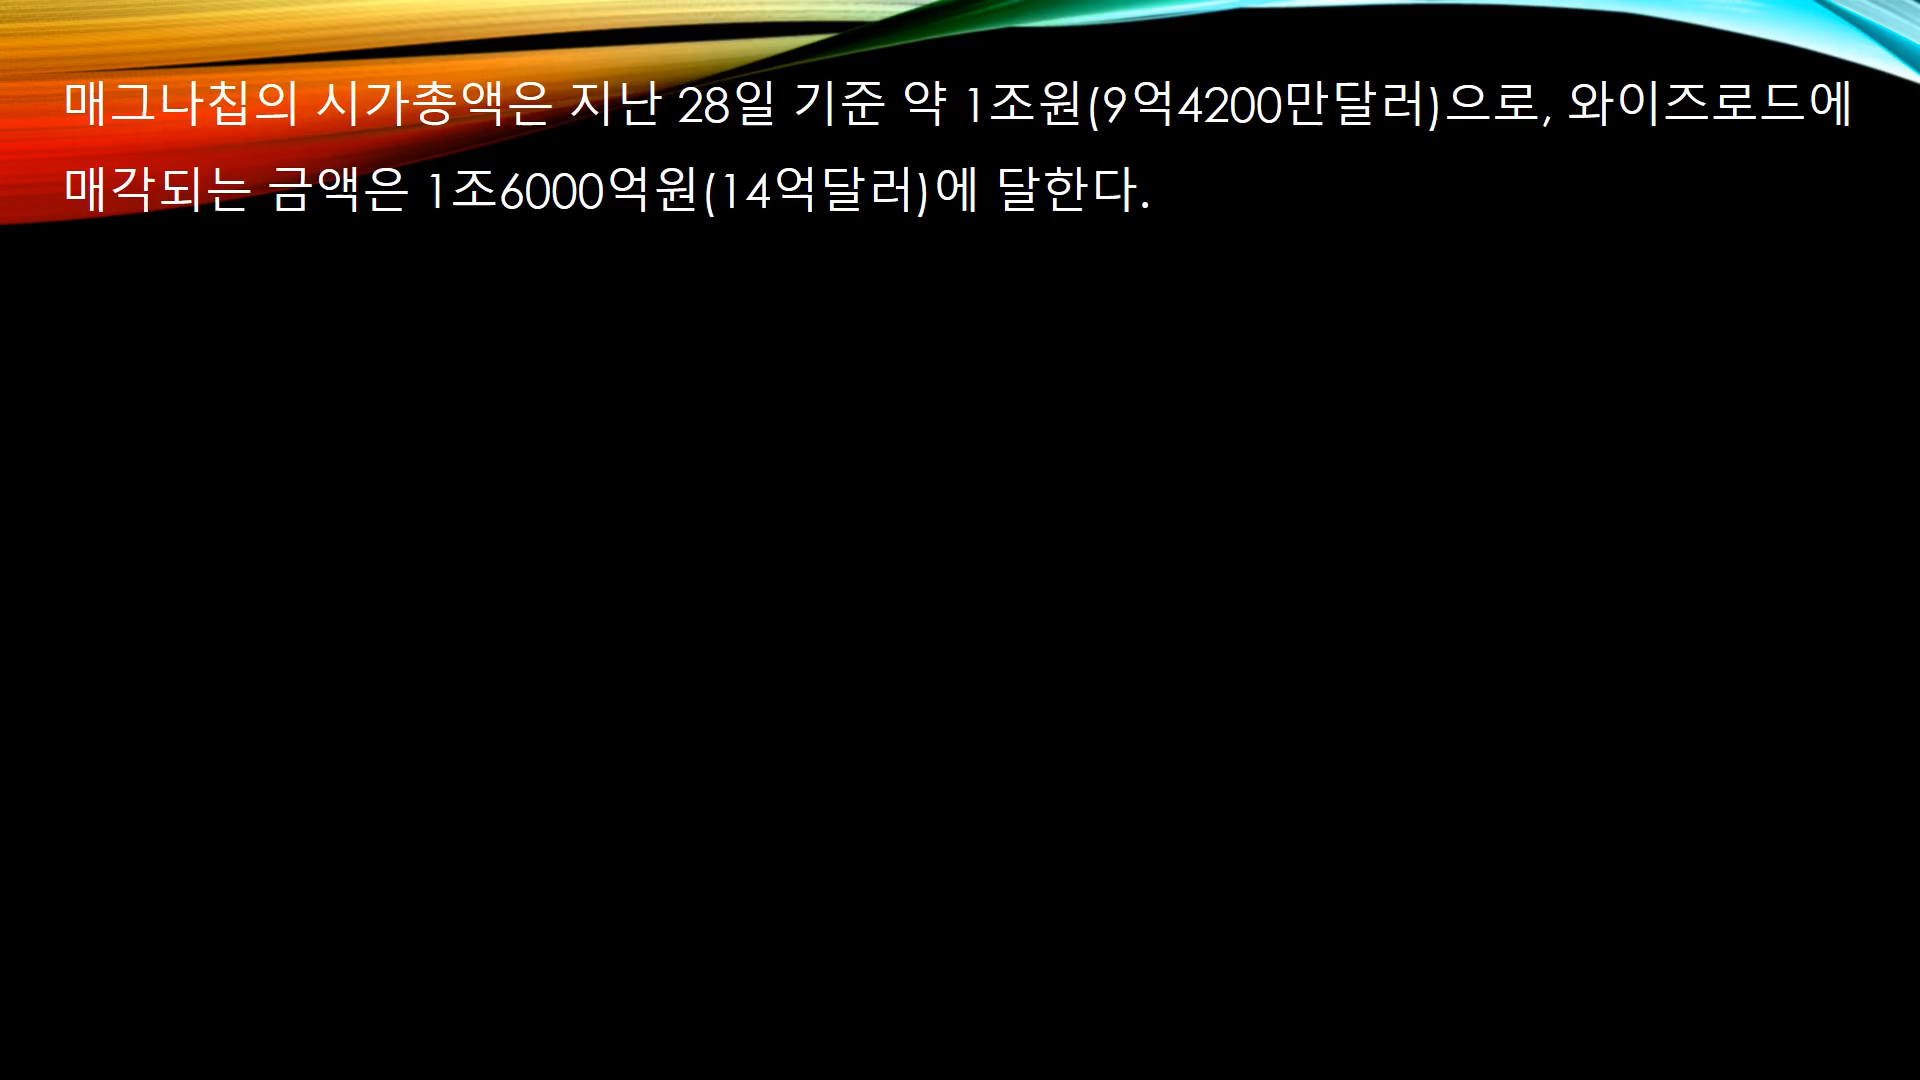 매그나칩의 시가총액은 지난 28일 기준 약 1조원(9억4200만달러)으로, 와이즈로드에
매각되는 금액은 1조6000억원(14억달러)에 달한다.